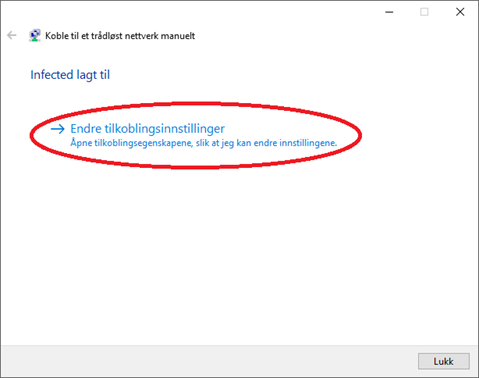 Koble til et trådløst nettverk manuelt
Infected lagt til
Endre tilkoblingsinnstillinger
Åpne tilkoblingsegenskapene, slik at jeg kan endre innstillingene.
Lukk